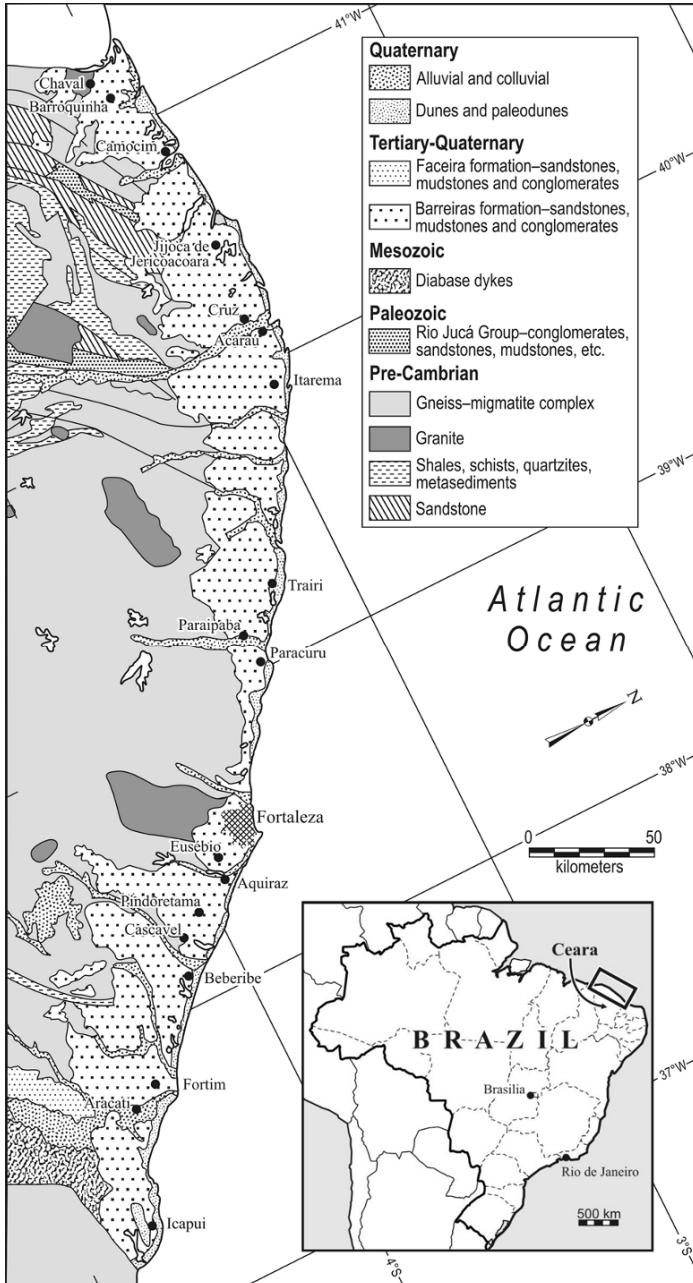 41°W
40°W
39°W
38°W
37°W
3°S
4°S
Quaternary
Alluvial and colluvial
Dunes and paleodunes
Tertiary-Quaternary
Faceira formation–sandstones,
mudstones and conglomerates
Barreiras formation–sandstones,
mudstones and conglomerates
Mesozoic
Diabase dykes
Paleozoic
Rio Jucá Group–conglomerates,
sandstones, mudstones, etc.
Pre-Cambrian
Gneiss–migmatite complex
Granite
Shales, schists, quartzites,
metasediments
Sandstone
Chaval
Barroquinha
Camocim
Jijoca de
Jericoacoara
Cruz
Acarau
Itarema
Trairi
Paraipaba
Paracuru
Fortaleza
Eusébio
Aquiraz
Pindoretama
Cascavel
Beberibe
Fortim
Aracati
Icapui
Atlantic
Ocean
N
0 50
kilometers
Ceara
BRAZIL
Brasilia
Rio de Janeiro
500 km